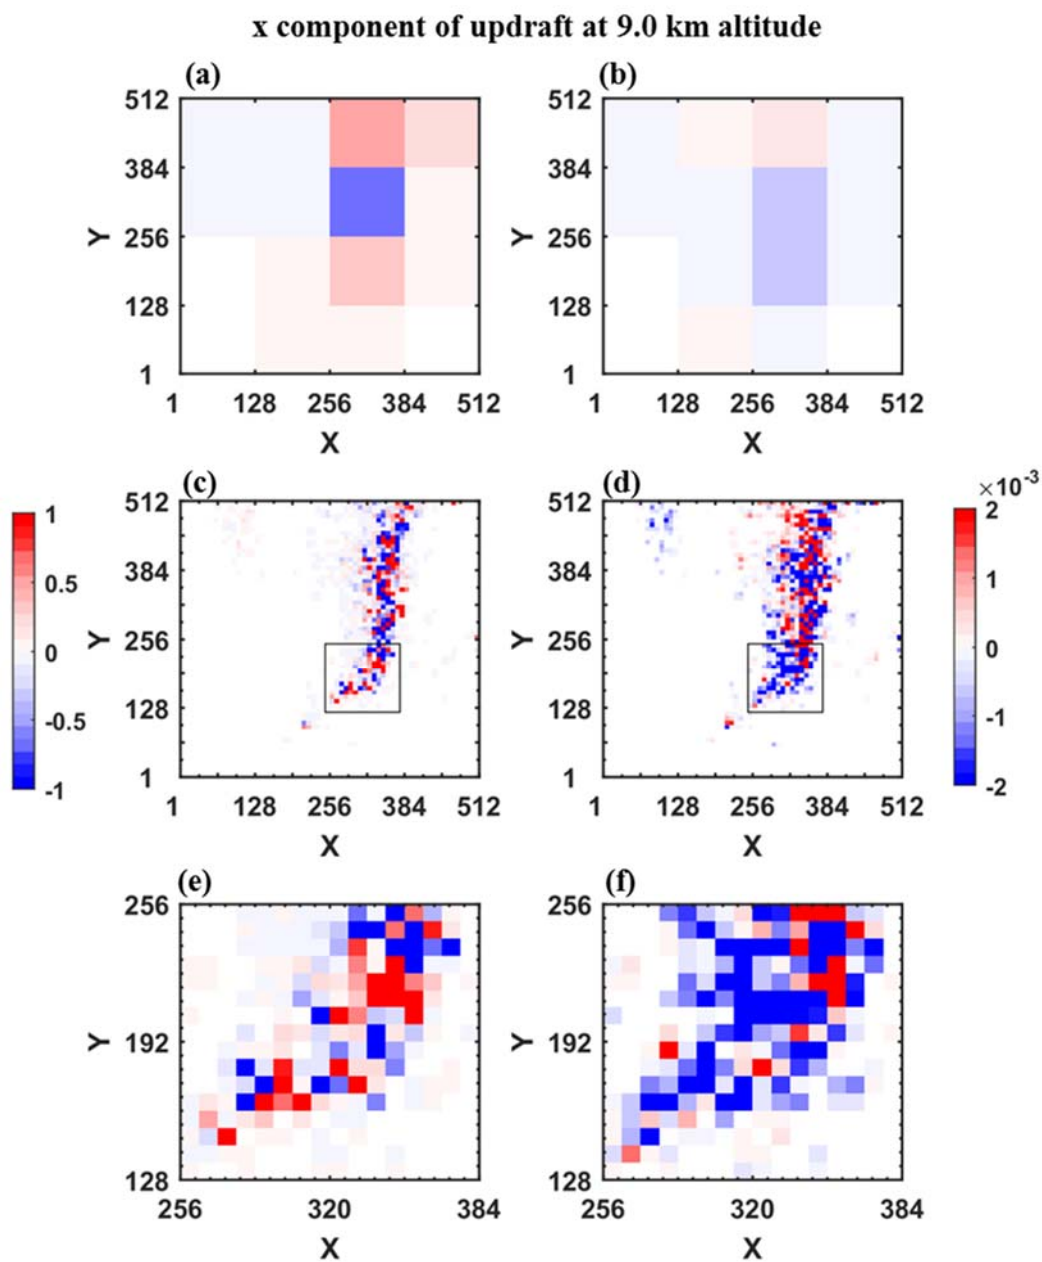 x component of updraft at 9.0 km altitude
(a) (b)
512 512
384 384
Y 256 Y 256
128 128
1 1
1 128 256 384 512 1 128 256 384 512
X X
(c) (d)
×10-3
512 512
1 2
384 384
0.5 1
Y 256 Y 256
0 0
128 128
-0.5 -1
1 1
-1 -2
1 128 256 384 512 1 128 256 384 512
X X
(e) (f)
256 256
Y 192 Y 192
128 128
256 320 384 256 320 384
X X